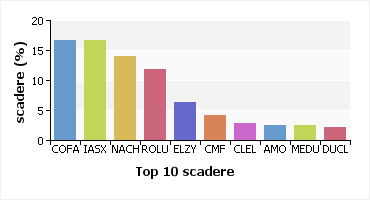 scadere (%)
20
15
10
5
0
COFA IASX NACH ROLU ELZY CMF CLEL AMO MEDU DUCL
Top 10 scadere